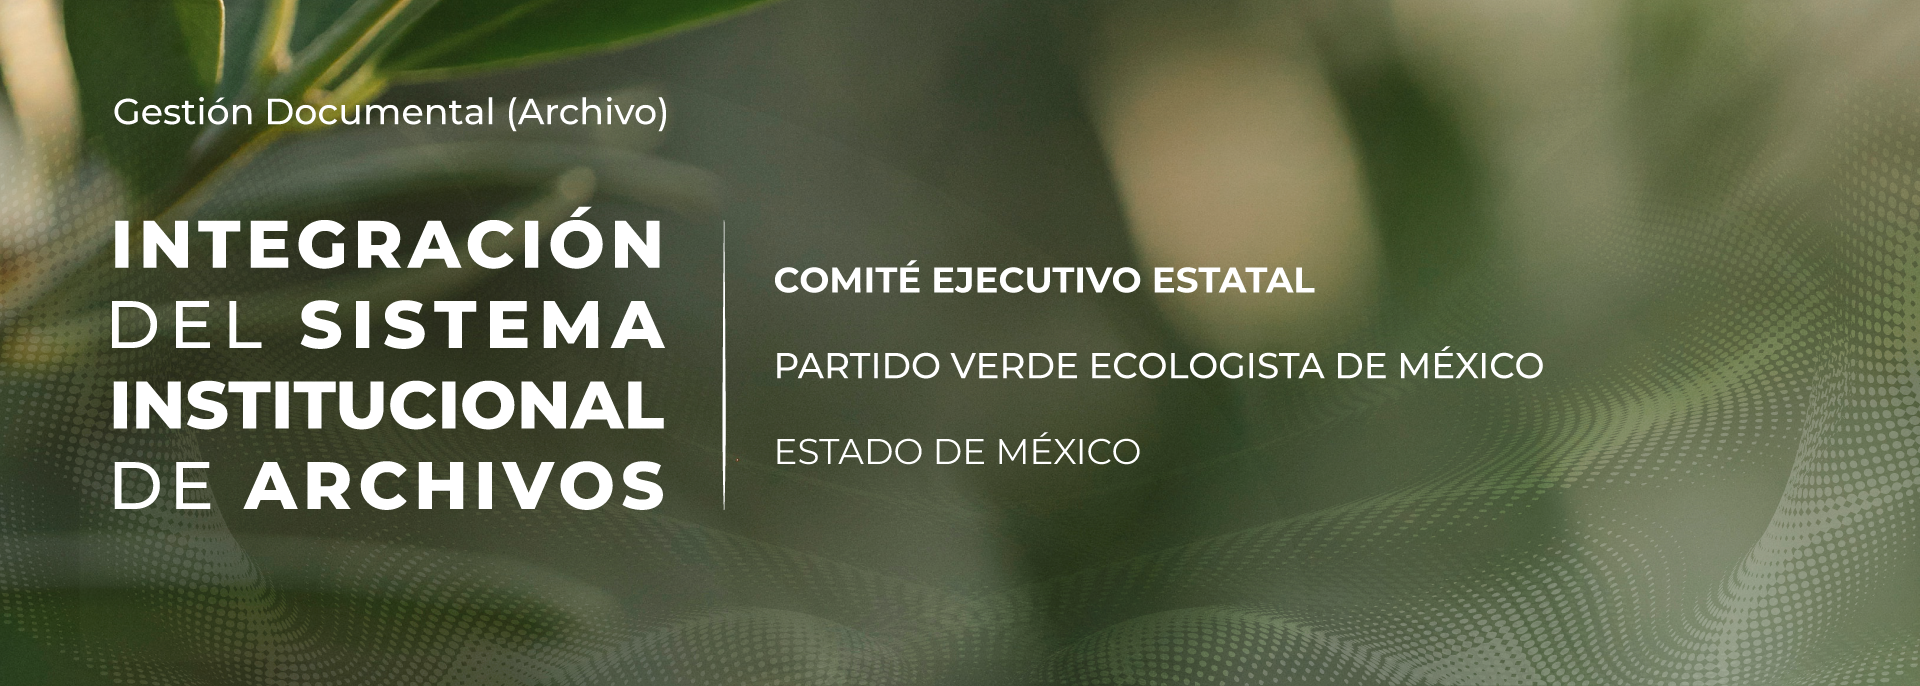 Gestión Documental (Archivo)
INTEGRACIÓN
DEL SISTEMA
INSTITUCIONAL
DE ARCHIVOS
COMITÉ EJECUTIVO ESTATAL
PARTIDO VERDE ECOLOGISTA DE MÉXICO
ESTADO DE MÉXICO